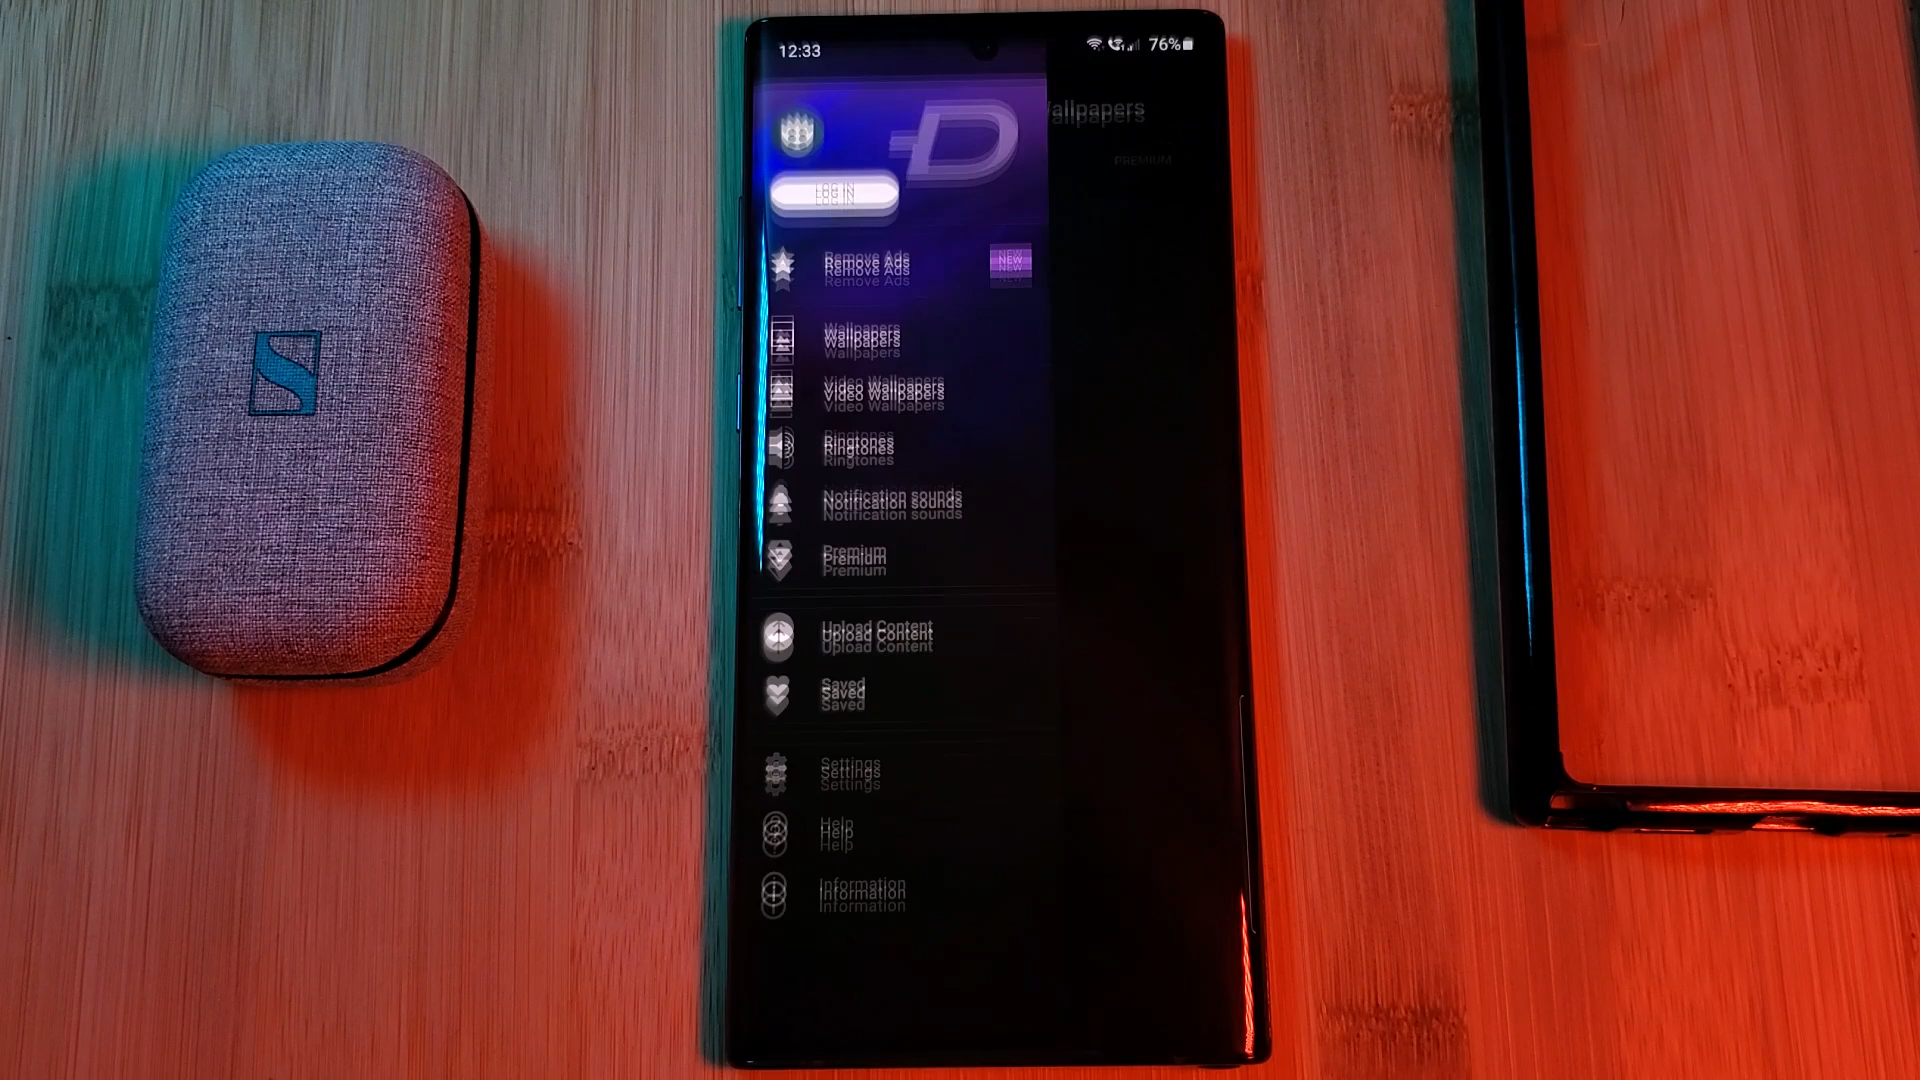 12:33
76%
Wallpapers
PREMIUM
LOG IN
Remove Ads
NEW
Wallpapers
Video Wallpapers
Ringtones
Notification sounds
Premium
Upload Content
Saved
Settings
Help
Information